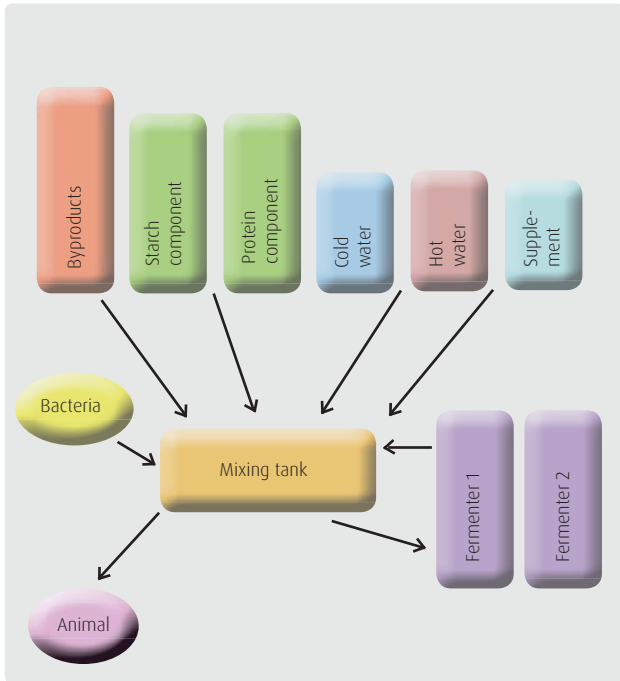 Byproducts
Starch
component
Protein
component
Cold
water
Hot
water
Supple-
ment
Bacteria
Mixing tank
Fermenter 1
Fermenter 2
Animal